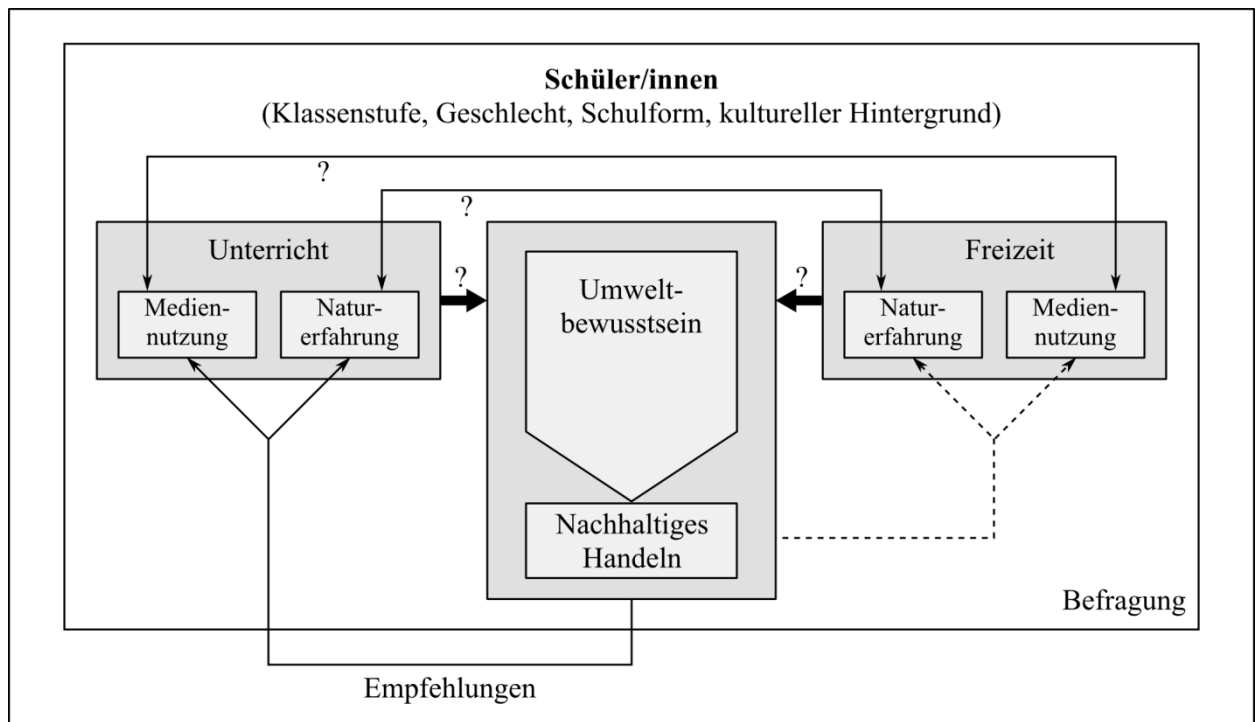 Schüler/innen
(Klassenstufe, Geschlecht, Schulform, kultureller Hintergrund)
?
?
Unterricht
Medien-
nutzung
Natur-
erfahrung
?
Umwelt-
bewusstsein
Nachhaltiges
Handeln
?
Freizeit
Natur-
erfahrung
Medien-
nutzung
Befragung
Empfehlungen